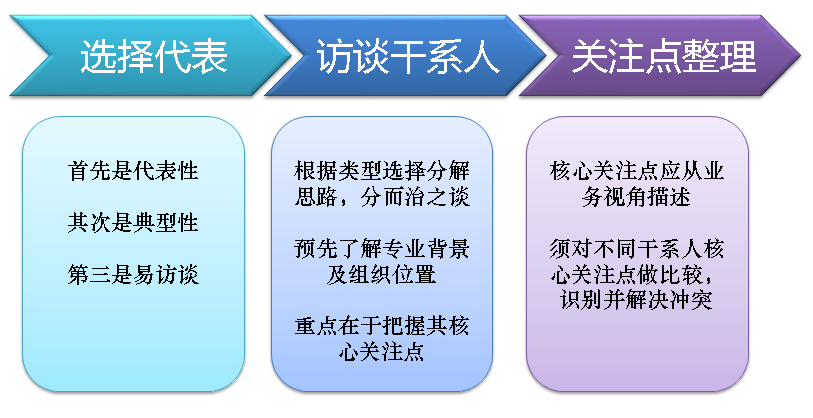 选择代表
访谈干系人
关注点整理
首先是代表性
其次是典型性
第三是易访谈
根据类型选择分解
思路，分而治之谈
预先了解专业背景
及组织位置
重点在于把握其核
心关注点
核心关注点应从业
务视角描述
须对不同干系人核
心关注点做比较，
识别并解决冲突